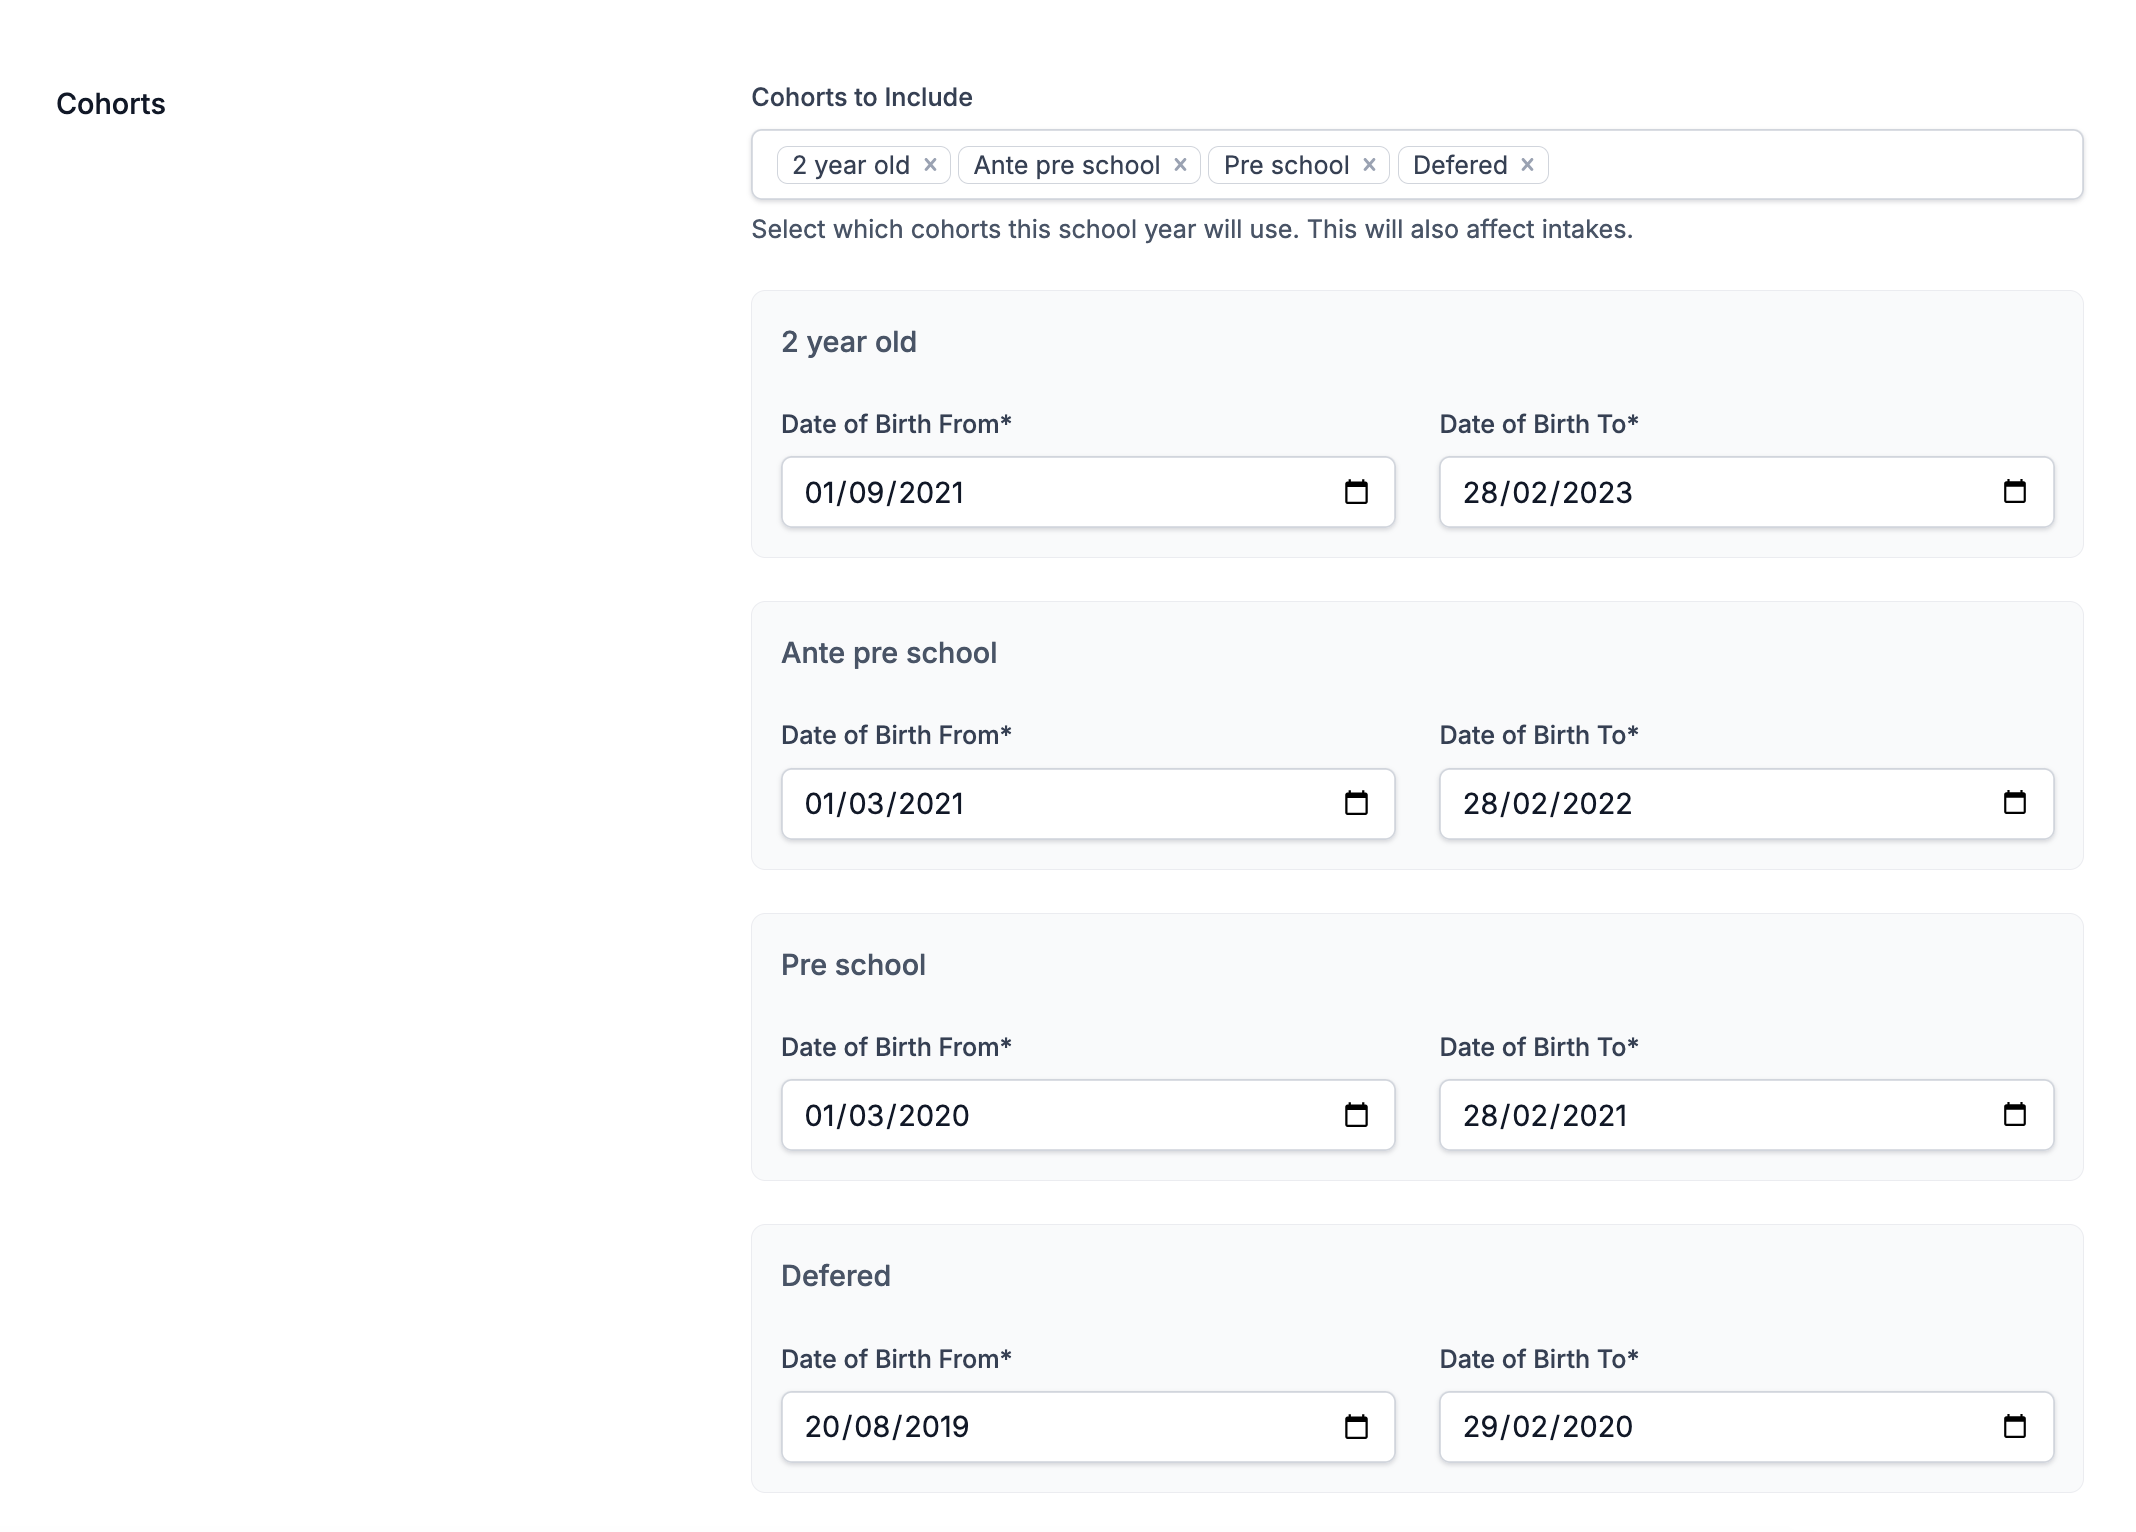 Cohorts
Cohorts to Include
2 year old × Ante pre school × Pre school × Defered ×
Select which cohorts this school year will use. This will also affect intakes.
2 year old
Date of Birth From* Date of Birth To*
01/09/2021 28/02/2023
Ante pre school
Date of Birth From* Date of Birth To*
01/03/2021 28/02/2022
Pre school
Date of Birth From* Date of Birth To*
01/03/2020 28/02/2021
Defered
Date of Birth From* Date of Birth To*
20/08/2019 29/02/2020